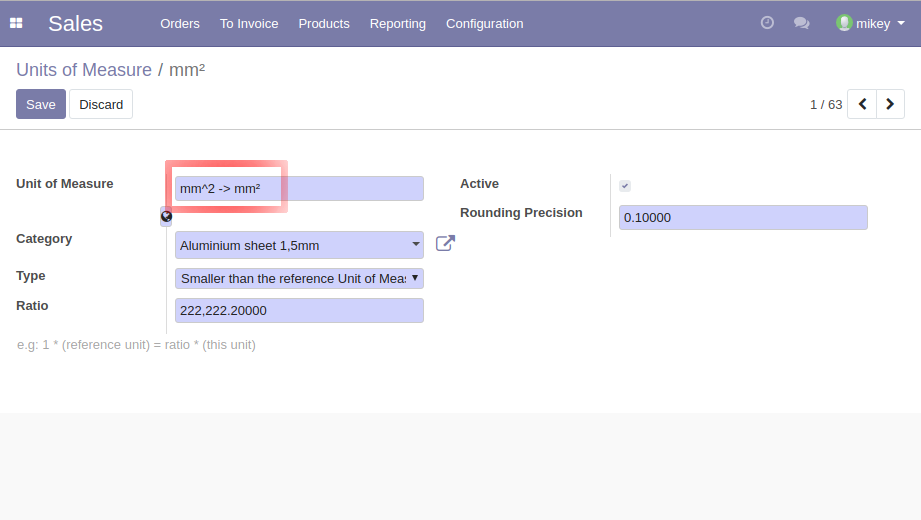 Sales Orders To Invoice Products Reporting Configuration mikey
Units of Measure / mm²
Save Discard 1 / 63
Unit of Measure mm^2 -> mm² Active
Rounding Precision 0.10000
Category Aluminium sheet 1,5mm
Type Smaller than the reference Unit of Meas
Ratio 222,222.20000
e.g: 1 * (reference unit) = ratio * (this unit)